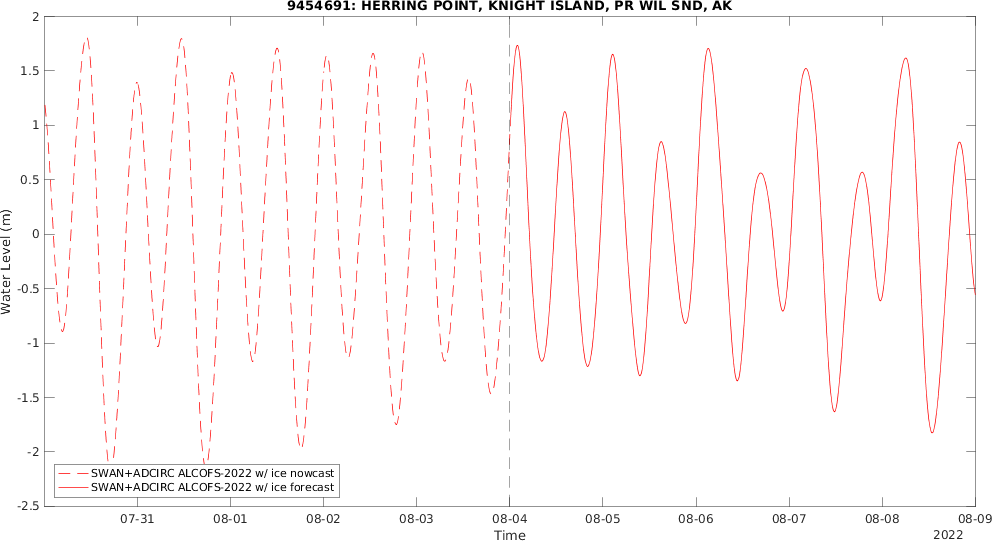 9454691: HERRING POINT, KNIGHT ISLAND, PR WIL SND, AK
2
1.5
1
0.5
0
-0.5
-1
-1.5
-2
-2.5
Water Level (m)
SWAN+ADCIRC ALCOFS-2022 w/ ice nowcast
SWAN+ADCIRC ALCOFS-2022 w/ ice forecast
07-31 08-01 08-02 08-03 08-04 08-05 08-06 08-07 08-08 08-09
Time
2022